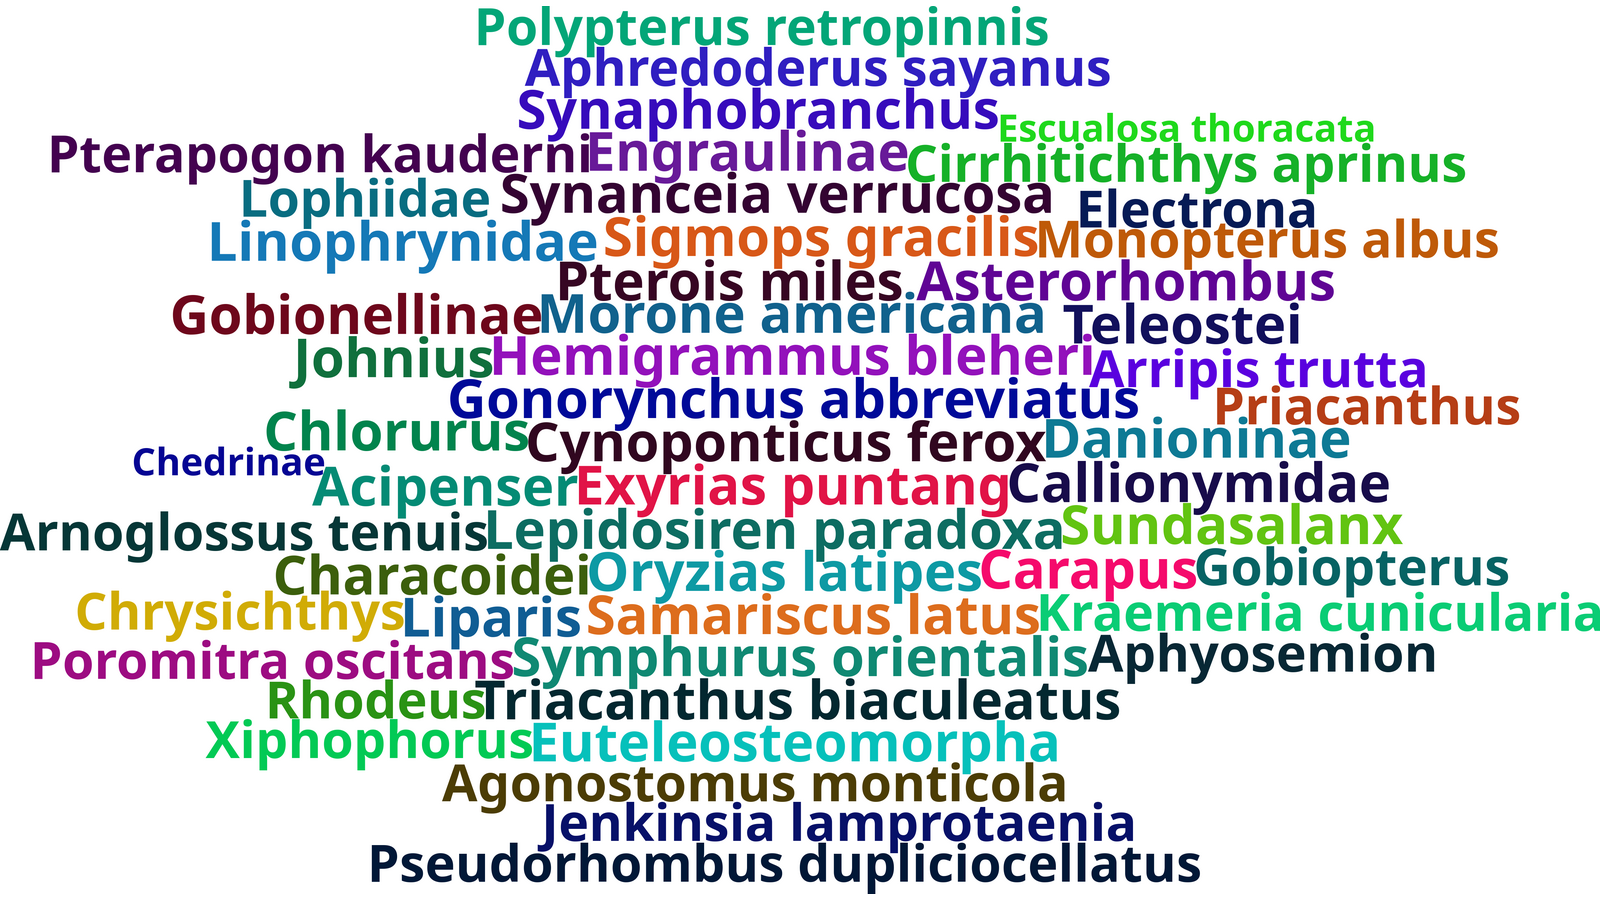 Polypterus retropinnis
Aphredoderus sayanus
Synaphobranchus
Escualosa thoracata
Pterapogon kauderni
Engraulinae
Cirrhitichthys aprinus
Lophiidae
Synanceia verrucosa
Electrona
Linophrynidae
Sigmops gracilis
Monopterus albus
Pterois miles
Asterorhombus
Gobionellinae
Morone americana
Teleostei
Johnius
Hemigrammus bleheri
Arripis trutta
Gonorynchus abbreviatus
Priacanthus
Chlorurus
Cynoponticus ferox
Danioninae
Chedrinae
Acipenser
Exyrias puntang
Callionymidae
Arnoglossus tenuis
Lepidosiren paradoxa
Sundasalanx
Characoidei
Oryzias latipes
Carapus
Gobiopterus
Chrysichthys
Liparis
Samariscus latus
Kraemeria cunicularia
Poromitra oscitans
Symphurus orientalis
Aphyosemion
Rhodeus
Triacanthus biaculeatus
Xiphophorus
Euteleosteomorpha
Agonostomus monticola
Jenkinsia lamprotaenia
Pseudorhombus dupliciocellatus